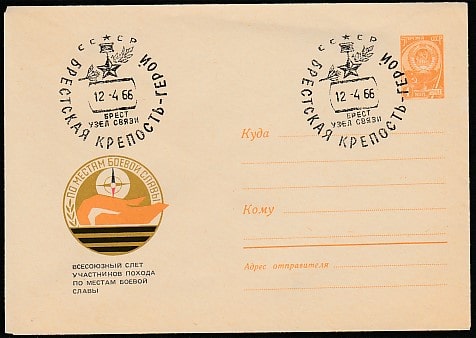 СССР
БРЕСТСКАЯ КРЕПОСТЬ-ГЕРОЙ
12-4.66
БРЕСТ
УЗЕЛ СВЯЗИ
СССР
БРЕСТСКАЯ КРЕПОСТЬ-ГЕРОЙ
12-4.66
БРЕСТ
УЗЕЛ СВЯЗИ
Куда
Кому
Адрес отправителя
ПО МЕСТАМ БОЕВОЙ СЛАВЫ
ВСЕСОЮЗНЫЙ СЛЕТ
УЧАСТНИКОВ ПОХОДА
ПО МЕСТАМ БОЕВОЙ
СЛАВЫ